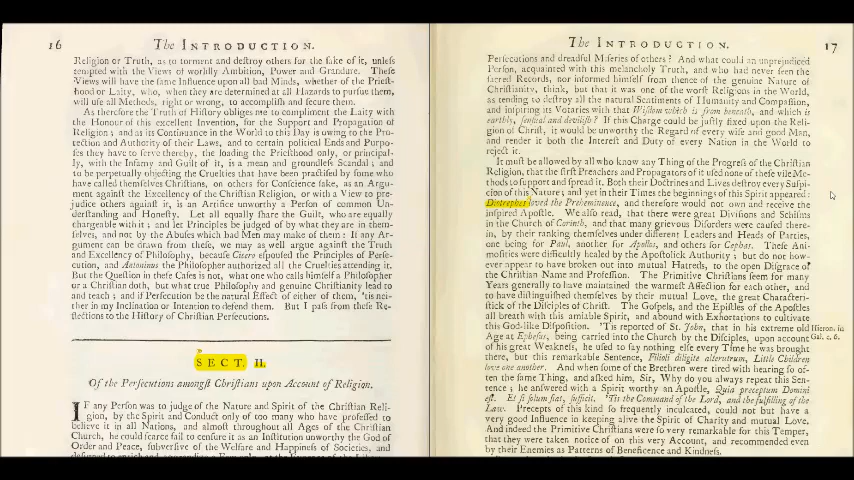 16 The INTRODUCTION.
Religion or Truth, as to torment and destroy others for the sake of it, unless
tempted with the Views of worldly Ambition, Power and Grandure. These
Views will have the same Influence upon all bad Minds, whether of the Priest-
hood or Laity, who, when they are determined at all Hazards to pursue them,
will use all Methods, right or wrong, to accomplish and secure them.
As therefore the Truth of History obliges me to compliment the Laity with
the Honour of this excellent Invention, for the Support and Propagation of
Religion; and as its Continuance in the World to this Day is owing to the Pro-
tection and Authority of their Laws, and to certain political Ends and Purpo-
ses they have to serve thereby; the loading the Priesthood only, or principal-
ly, with the Infamy and Guilt of it, is a mean and groundless Scandal; and
to be perpetually objecting the Cruelties that have been practised by some who
have called themselves Christians, on others for Conscience sake, as an Argu-
ment against the Excellency of the Christian Religion, or with a View to pre-
judice others against it, is an Artifice unworthy a Person of common Un-
derstanding and Honesty. Let all equally share the Guilt, who are equally
chargeable with it; and let Principles be judged of by what they are in them-
selves, and not by the Abuses which bad Men may make of them: If any Ar-
gument can be drawn from these, we may as well argue against the Truth
and Excellency of Philosophy, because Cicero espoused the Principles of Perse-
cution, and Antoninus the Philosopher authorized all the Cruelties attending it.
But the Question in these Cases is not, what one who calls himself a Philosopher
or a Christian doth, but what true Philosophy and genuine Christianity lead to
and teach; and if Persecution be the natural Effect of either of them, 'tis nei-
ther in my Inclination or Intention to defend them. But I pass from these Re-
flections to the History of Christian Persecutions.
SECT. II.
Of the Persecutions amongst Christian upon Account of Religion.
IF any Person was to judge of the Nature and Spirit of the Christian Reli-
gion, by the Spirit and Conduct only of too many who have professed to
believe it in all Nations, and almost throughout all Ages of the Christian
Church, he could scarce fail to censure it as an Institution unworthy the God of
Order and Peace, subversive of the Welfare and Happiness of Societies, and
The INTRODUCTION. 17
Persecutions and dreadful Miseries of others? And what could an unprejudiced
Person, acquainted with this melancholy Truth, and who had never seen the
sacred Records, nor informed himself from thence of the genuine Nature of
Christianity, think, but that it was one of the worst Religions in the World,
as tending to destroy all the natural Sentiments of Humanity and Compassion,
and inspiring its Votaries with that Wisdom which is from beneath, and which is
earthly, sensual and devilish? If this Charge could be justly fixed upon the Reli-
gion of Christ, it would be unworthy the Regard of every wise and good Man,
and render it both the Interest and Duty of every Nation in the World to
reject it.
It must be allowed by all who know any Thing of the Progress of the Christian
Religion, that the first Preachers and Propagators of it used none of these vile Me-
thods to support and spread it. Both their Doctrines and Lives destroy every Suspi-
cion of this Nature; and yet in their Times the beginnings of this Spirit appeared:
Diotrephes loved the Preheminence, and therefore would not own and receive the
inspired Apostle. We also read, that there were great Divisions and Schisms
in the Church of Corinth, and that many grievous Disorders were caused there-
in, by their ranking themselves under different Leaders and Heads of Parties,
one being for Paul, another for Apollos, and others for Cephas. These Ani-
mosities were difficultly healed by the Apostolick Authority; but do not how-
ever appear to have broken out into mutual Hatreds, to the open Disgrace of
the Christian Name and Profession. The Primitive Christians seem for many
Years generally to have maintained the warmest Affection for each other, and
to have distinguished themselves by their mutual Love, the great Characteri-
stick of the Disciples of Christ. The Gospels, and the Epistles of the Apostles
all breath with this amiable Spirit, and abound with Exhortations to cultivate
this God-like Disposition. 'Tis reported of St. John, that in his extreme old Hieron. in
Age at Ephesus, being carried into the Church by the Disciples, upon account Gal. c. 6.
of his great Weakness, he used to say nothing else every Time he was brought
there, but this remarkable Sentence, Filioli diligite alterutrum, Little Children
love one another. And when some of the Brethren were tired with hearing so of-
ten the same Thing, and asked him, Sir, Why do you always repeat this Sen-
tence; he answered with a Spirit worthy an Apostle, Quia preceptum Domini
est. Et si solum fiat, sufficit. 'Tis the Command of the Lord, and the fulfilling of the
Law. Precepts of this kind so frequently inculcated, could not but have a
very good Influence in keeping alive the Spirit of Charity and mutual Love.
And indeed the Primitive Christians were so very remarkable for this Temper,
that they were taken notice of on this very Account, and recommended even
by their Enemies as Patterns of Beneficence and Kindness.